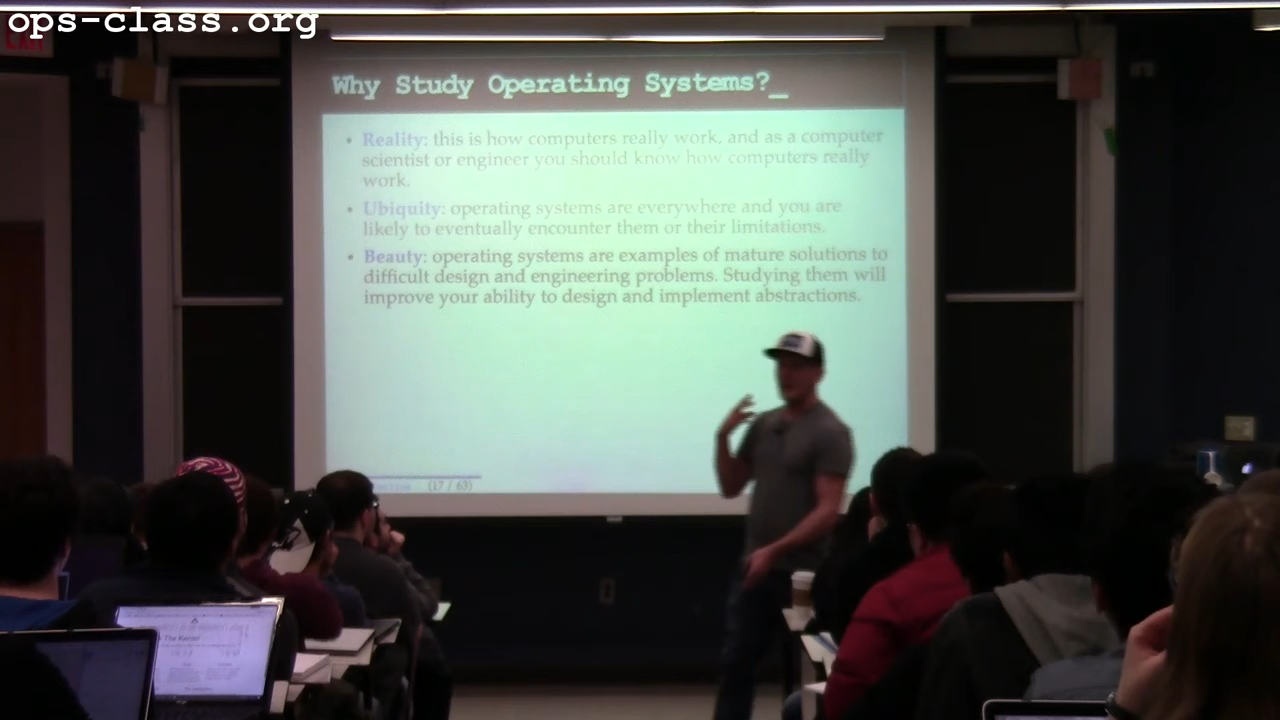 ops-class.org
EXIT
Why Study Operating Systems?_
• Reality: this is how computers really work, and as a computer
scientist or engineer you should know how computers really
work.
• Ubiquity: operating systems are everywhere and you are
likely to eventually encounter them or their limitations.
• Beauty: operating systems are examples of mature solutions to
difficult design and engineering problems. Studying them will
improve your ability to design and implement abstractions.
(17 / 63)
The Kernel